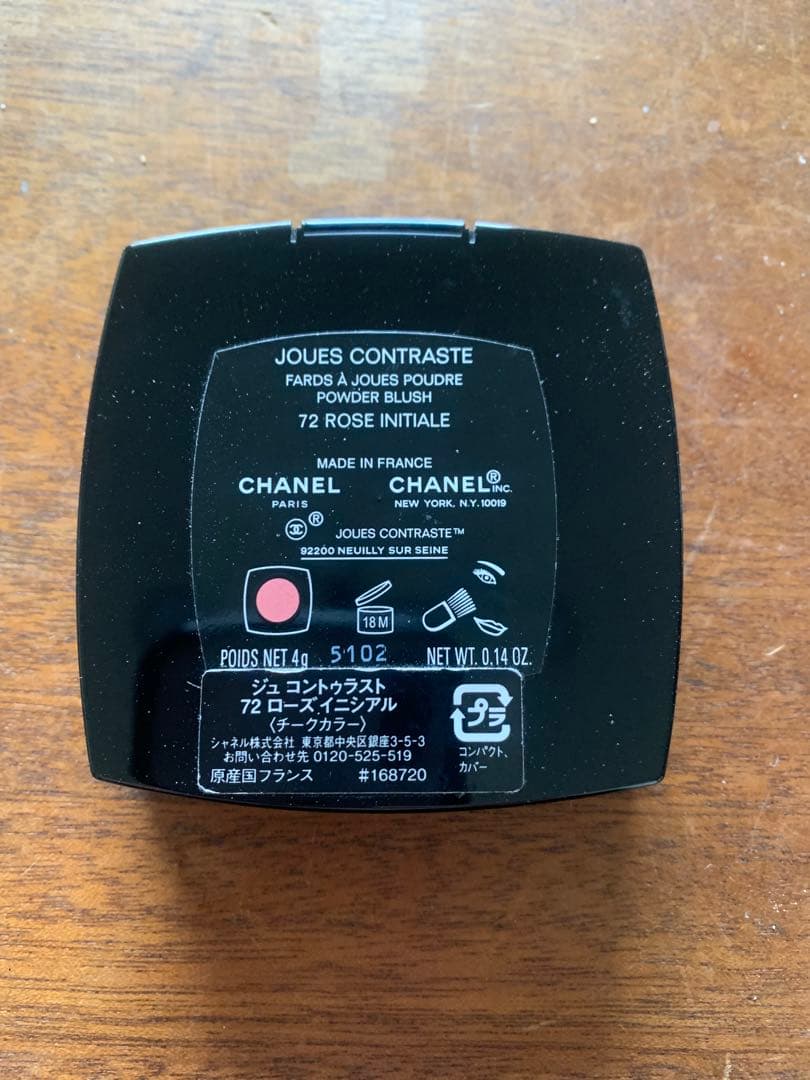 JOUES CONTRASTE
FARDS À JOUES POUDRE
POWDER BLUSH
72 ROSE INITIALE
MADE IN FRANCE
CHANEL CHANEL® INC.
PARIS NEW YORK, N.Y. 10019
® JOUES CONTRASTE™
92200 NEUILLY SUR SEINE
18M
POIDS NET 4g 5102 NET WT. 0.14 OZ.
ジュ コントゥラスト
72 ローズ イニシアル
〈チークカラー〉
シャネル株式会社 東京都中央区銀座3-5-3
お問い合わせ先 0120-525-519
原産国フランス #168720
プラ
コンパクト、
カバー